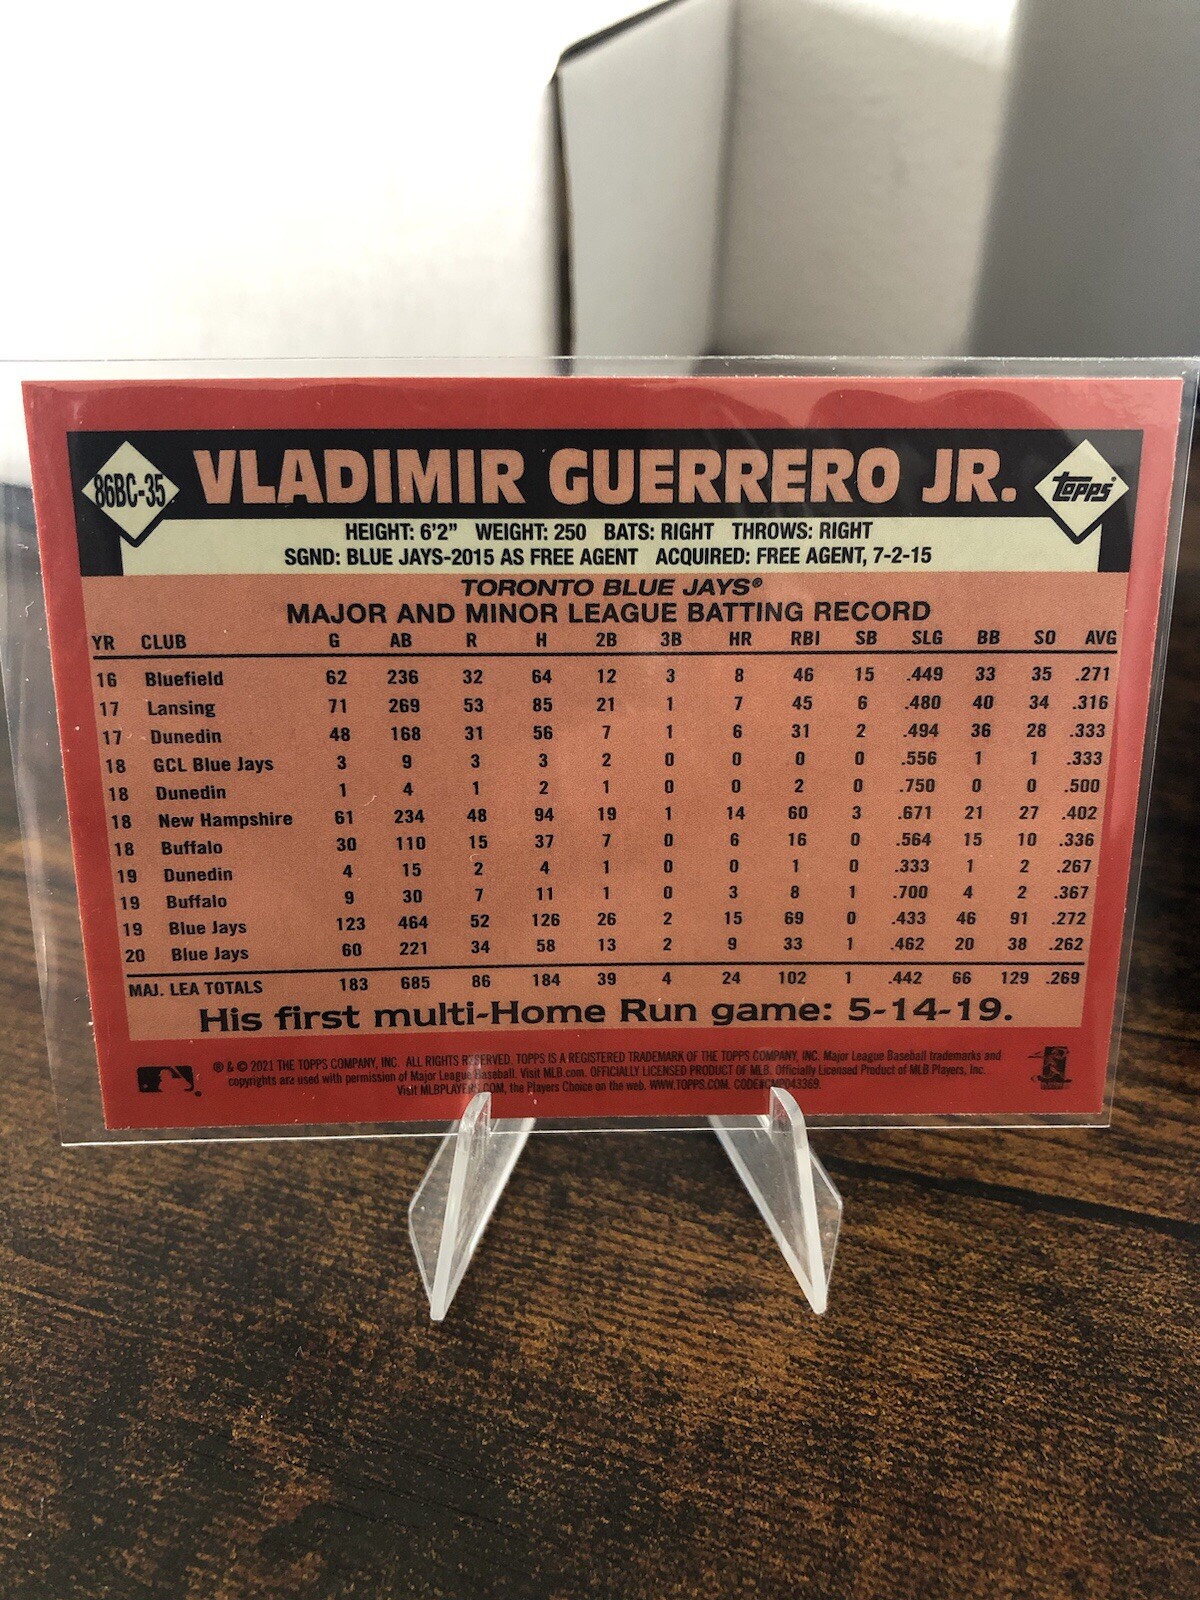 86BC-35 VLADIMIR GUERRERO JR. topps
HEIGHT: 6'2" WEIGHT: 250 BATS: RIGHT THROWS: RIGHT
SGND: BLUE JAYS-2015 AS FREE AGENT ACQUIRED: FREE AGENT, 7-2-15
TORONTO BLUE JAYS®
MAJOR AND MINOR LEAGUE BATTING RECORD
YR CLUB G AB R H 2B 3B HR RBI SB SLG BB SO AVG
16 Bluefield 62 236 32 64 12 3 8 46 15 .449 33 35 .271
17 Lansing 71 269 53 85 21 1 7 45 6 .480 40 34 .316
17 Dunedin 48 168 31 56 7 1 6 31 2 .494 36 28 .333
18 GCL Blue Jays 3 9 3 3 2 0 0 0 0 .556 1 1 .333
18 Dunedin 1 4 1 2 1 0 0 2 0 .750 0 0 .500
18 New Hampshire 61 234 48 94 19 1 14 60 3 .671 21 27 .402
18 Buffalo 30 110 15 37 7 0 6 16 0 .564 15 10 .336
19 Dunedin 4 15 2 4 1 0 0 1 0 .333 1 2 .267
19 Buffalo 9 30 7 11 1 0 3 8 1 .700 4 2 .367
19 Blue Jays 123 464 52 126 26 2 15 69 0 .433 46 91 .272
20 Blue Jays 60 221 34 58 13 2 9 33 1 .462 20 38 .262
MAJ. LEA TOTALS 183 685 86 184 39 4 24 102 1 .442 66 129 .269
His first multi-Home Run game: 5-14-19.
® & © 2021 THE TOPPS COMPANY, INC. ALL RIGHTS RESERVED. TOPPS IS A REGISTERED TRADEMARK OF THE TOPPS COMPANY, INC. Major League Baseball trademarks and
copyrights are used with permission of Major League Baseball. Visit MLB.com. OFFICIALLY LICENSED PRODUCT OF MLB. Officially Licensed Product of MLB Players, Inc.
Visit MLBPLAYERS.COM, the Players Choice on the web. WWW.TOPPS.COM. CODE#CMP043369.